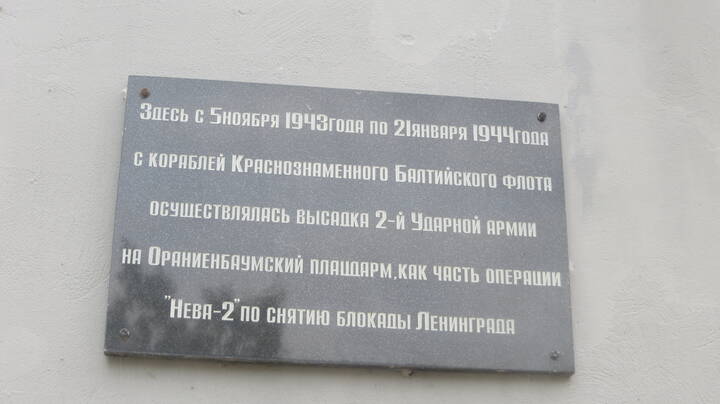 Здесь с 5ноября 1943года по 21января 1944года
с кораблей Краснознаменного Балтийского флота
осуществлялась высадка 2-й Ударной армии
на Ораниенбаумский плацдарм,как часть операции
"Нева-2"по снятию блокады Ленинграда